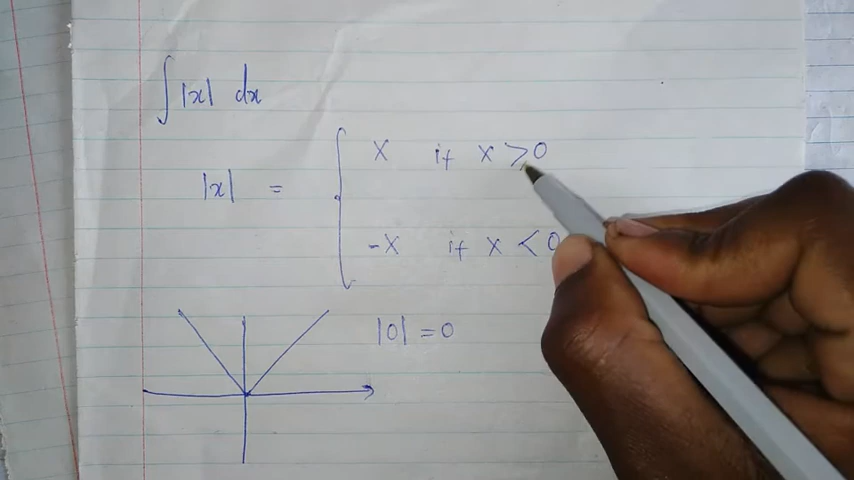 ∫ |x| dx
x if x > 0
|x| =
-x if x < 0
|0| = 0